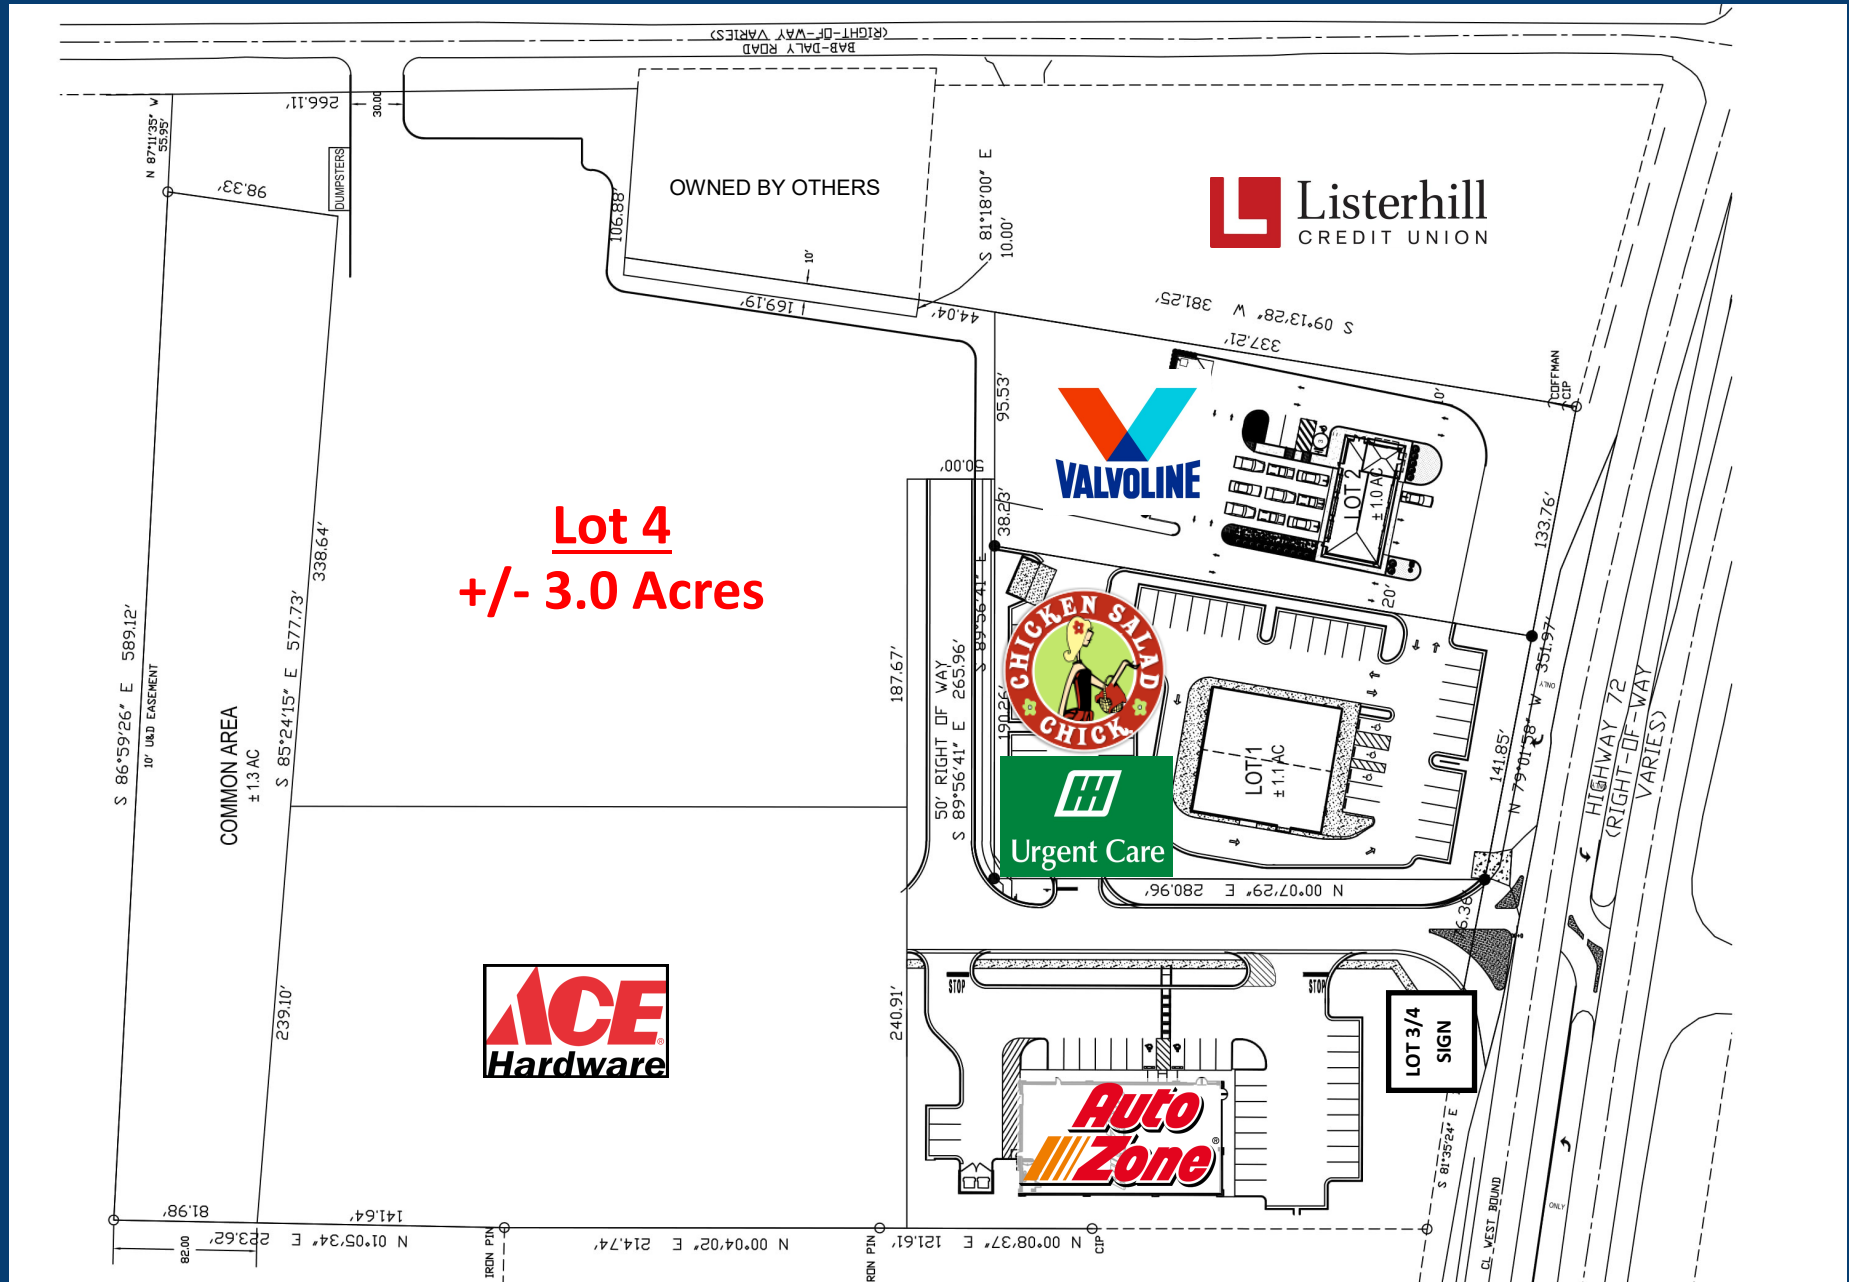 BAB-DALY ROAD
(RIGHT-OF-WAY VARIES)
N 87°11'35" W
55.95'
266.11'
30.00
98.33'
DUMPSTERS
106.88'
OWNED BY OTHERS
S 81°18'00" E
10.00'
10'
169.19'
44.04'
Listerhill
CREDIT UNION
S 09°13'28" W 381.25'
337.21'
COFFMAN
CIP
95.53'
VALVOLINE
LOT 2
± 1.0 AC
133.76'
50.00'
38.23'
20'
Lot 4
+/- 3.0 Acres
338.64'
S 85°24'15" E 577.73'
S 86°59'26" E 589.12'
10' U&D EASEMENT
COMMON AREA
± 1.3 AC
187.67'
50' RIGHT OF WAY
S 89°56'41" E 265.96'
S 89°56'41" E
190.26'
CHICKEN SALAD
CHICK
LOT 1
± 1.1 AC
Urgent Care
141.85'
N 79°01'58" W 351.97'
ONLY
HIGHWAY 72
(RIGHT-OF-WAY
VARIES)
N 00°07'29" E 280.96'
239.10'
ACE
Hardware
240.91'
STOP
STOP
LOT 3/4
SIGN
Auto
Zone
S 81°35'24" E
CL WEST BOUND
ONLY
81.98'
82.00
141.64'
N 01°05'34" E 223.62'
IRON PIN
N 00°04'02" E 214.74'
IRON PIN
N 00°08'37" E 121.61'
CIP